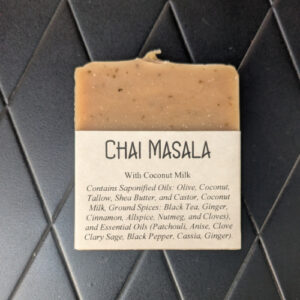 CHAI MASALA
With Coconut Milk
Contains Saponified Oils: Olive, Coconut,
Tallow, Shea Butter, and Castor, Coconut
Milk, Ground Spices: Black Tea, Ginger,
Cinnamon, Allspice, Nutmeg, and Cloves),
and Essential Oils (Patchouli, Anise, Clove
Clary Sage, Black Pepper, Cassia, Ginger).